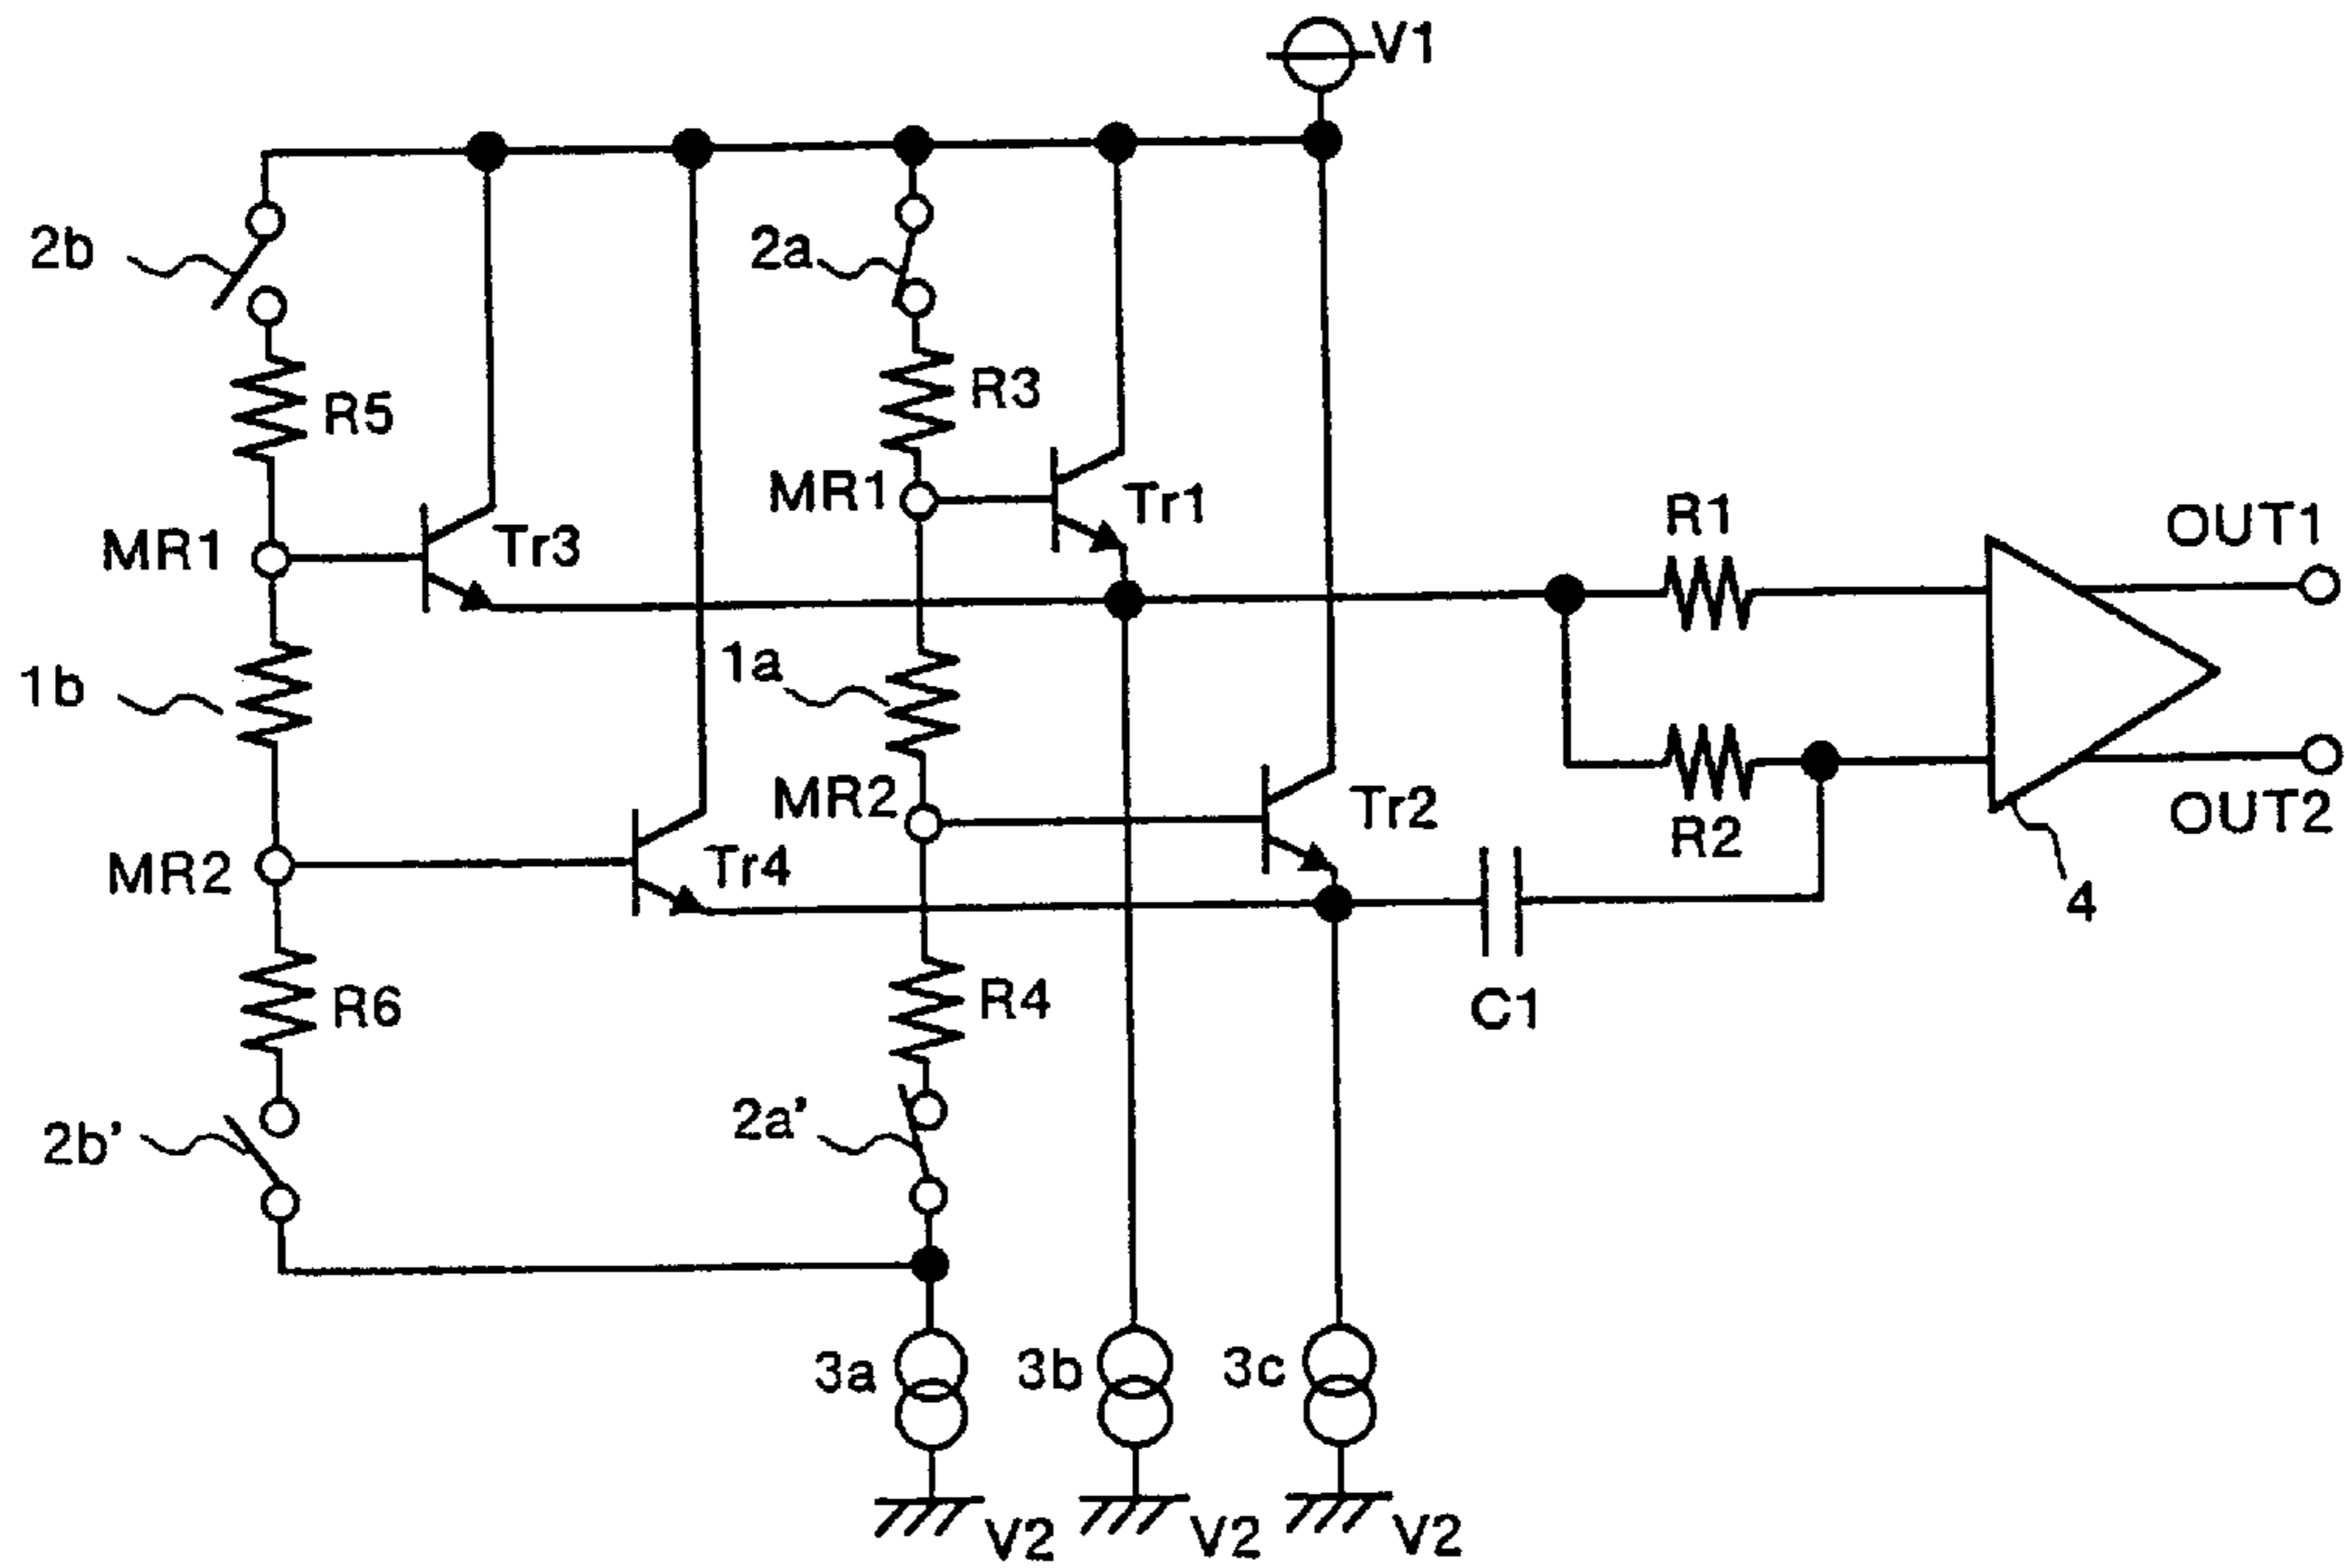 V1
2b
2a
R5
R3
MR1
Tr1
R1
OUT1
MR1
Tr3
1b
1a
MR2
Tr2
R2
OUT2
MR2
Tr4
4
R6
R4
C1
2b'
2a'
3a
3b
3c
V2
V2
V2